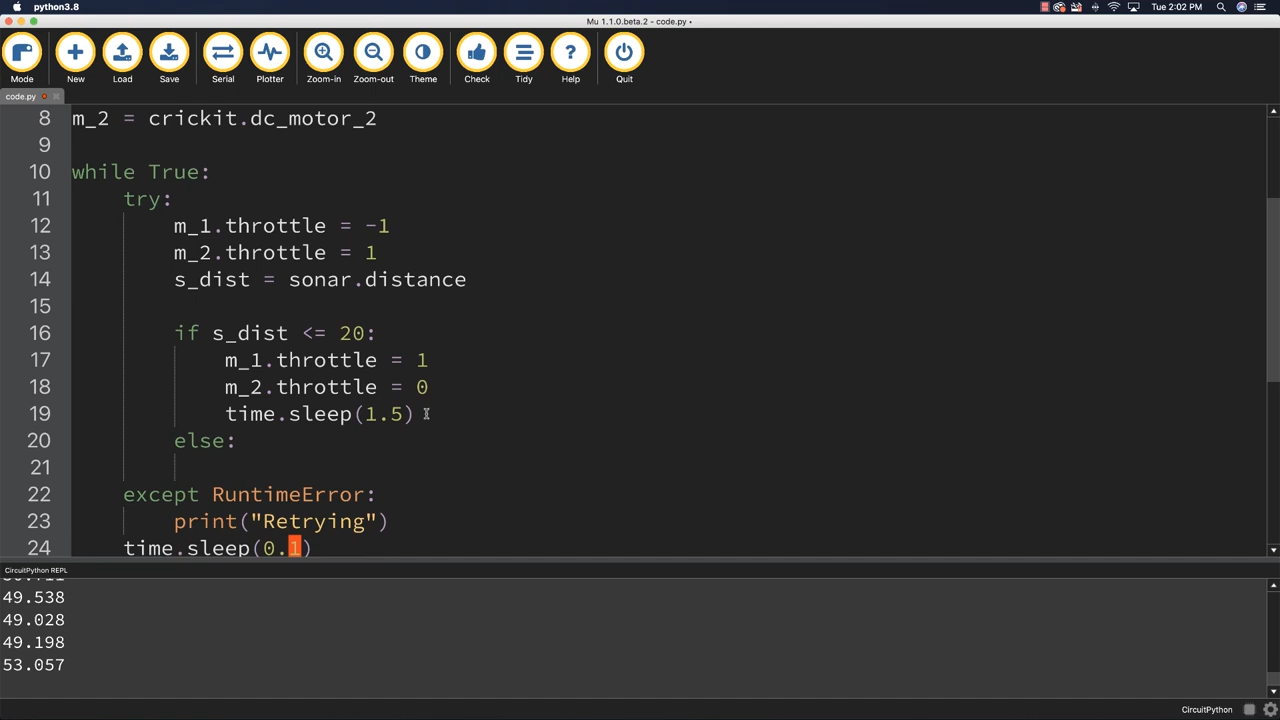 python3.8
Tue 2:02 PM
Mu 1.1.0.beta.2 - code.py •
Mode New Load Save Serial Plotter Zoom-in Zoom-out Theme Check Tidy Help Quit
code.py
8 m_2 = crickit.dc_motor_2
9
10 while True:
11 try:
12 m_1.throttle = -1
13 m_2.throttle = 1
14 s_dist = sonar.distance
15
16 if s_dist <= 20:
17 m_1.throttle = 1
18 m_2.throttle = 0
19 time.sleep(1.5)
20 else:
21
22 except RuntimeError:
23 print("Retrying")
24 time.sleep(0.1)
CircuitPython REPL
49.538
49.028
49.198
53.057
CircuitPython